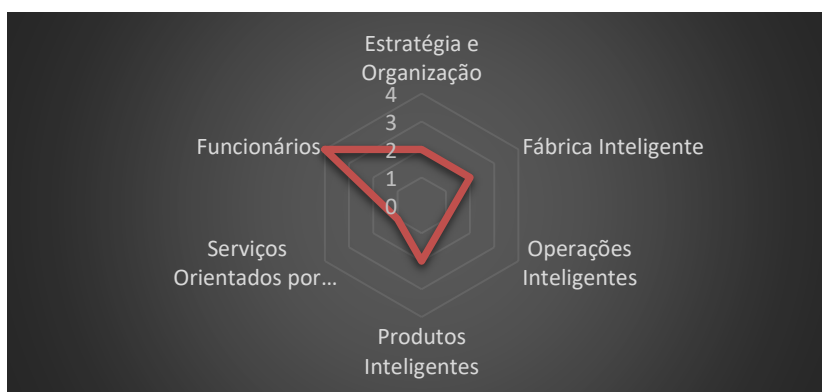 Estratégia e
Organização
4
3
Funcionários
2
Fábrica Inteligente
1
0
Serviços
Orientados por...
Operações
Inteligentes
Produtos
Inteligentes